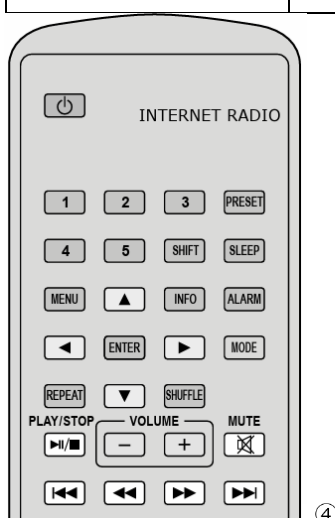 INTERNET RADIO
1 2 3 PRESET
4 5 SHIFT SLEEP
MENU ▲ INFO ALARM
◄ ENTER ► MODE
REPEAT ▼ SHUFFLE
PLAY/STOP VOLUME MUTE
►II/■ − +
I◄◄ ◄◄ ►► ►►I
④